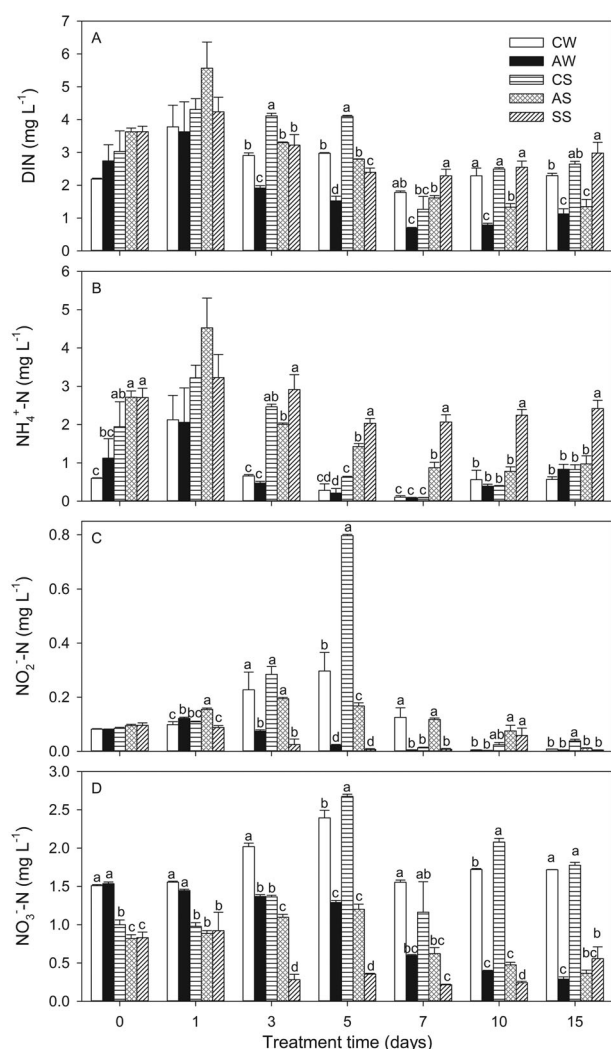 A
CW
AW
CS
AS
SS
DIN (mg L⁻¹)
7
6
5
4
3
2
1
0
b c a b b
b d a b c
ab c bc b a
a c a b a
b c ab c a
B
NH₄⁺-N (mg L⁻¹)
6
5
4
3
2
1
0
c bc ab a a
c c a b a
cd d c b a
c c c b a
b b b b a
b b b b a
C
NO₂⁻-N (mg L⁻¹)
0.8
0.6
0.4
0.2
0.0
c b bc a c
a b a a b
b d a c d
a b b a b
b b ab a a
b b a b b
D
NO₃⁻-N (mg L⁻¹)
3.0
2.5
2.0
1.5
1.0
0.5
0.0
a a b c c
a a b b b
a b b c d
b c a c d
a bc ab bc c
b c a c d
a c a bc b
0 1 3 5 7 10 15
Treatment time (days)